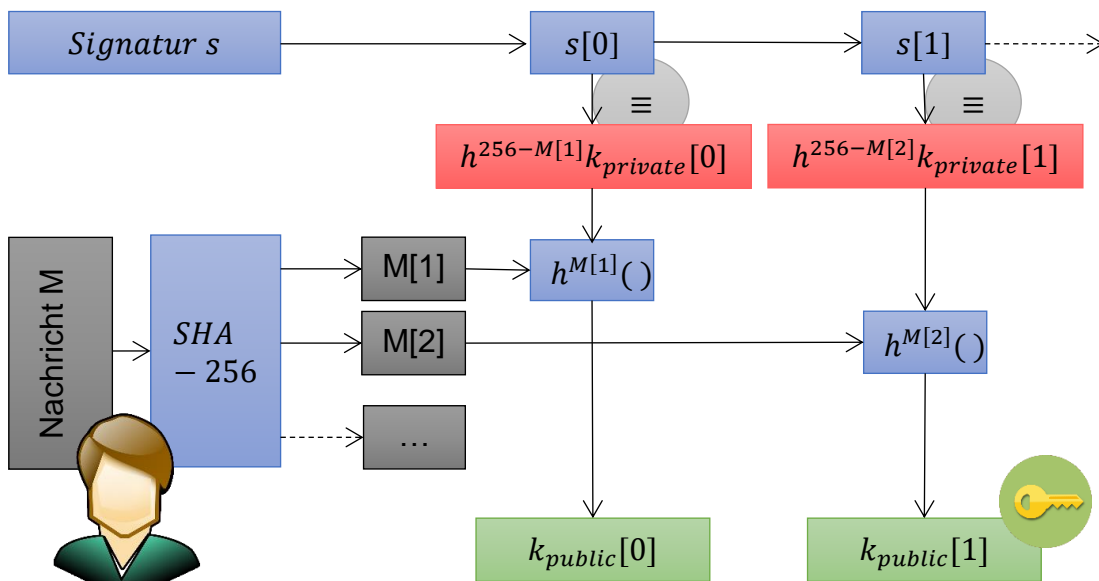 Signatur s
s[0]
s[1]
≡
≡
h^{256−M[1]}k_{private}[0]
h^{256−M[2]}k_{private}[1]
Nachricht M
SHA
− 256
M[1]
h^{M[1]}( )
M[2]
h^{M[2]}( )
…
k_{public}[0]
k_{public}[1]